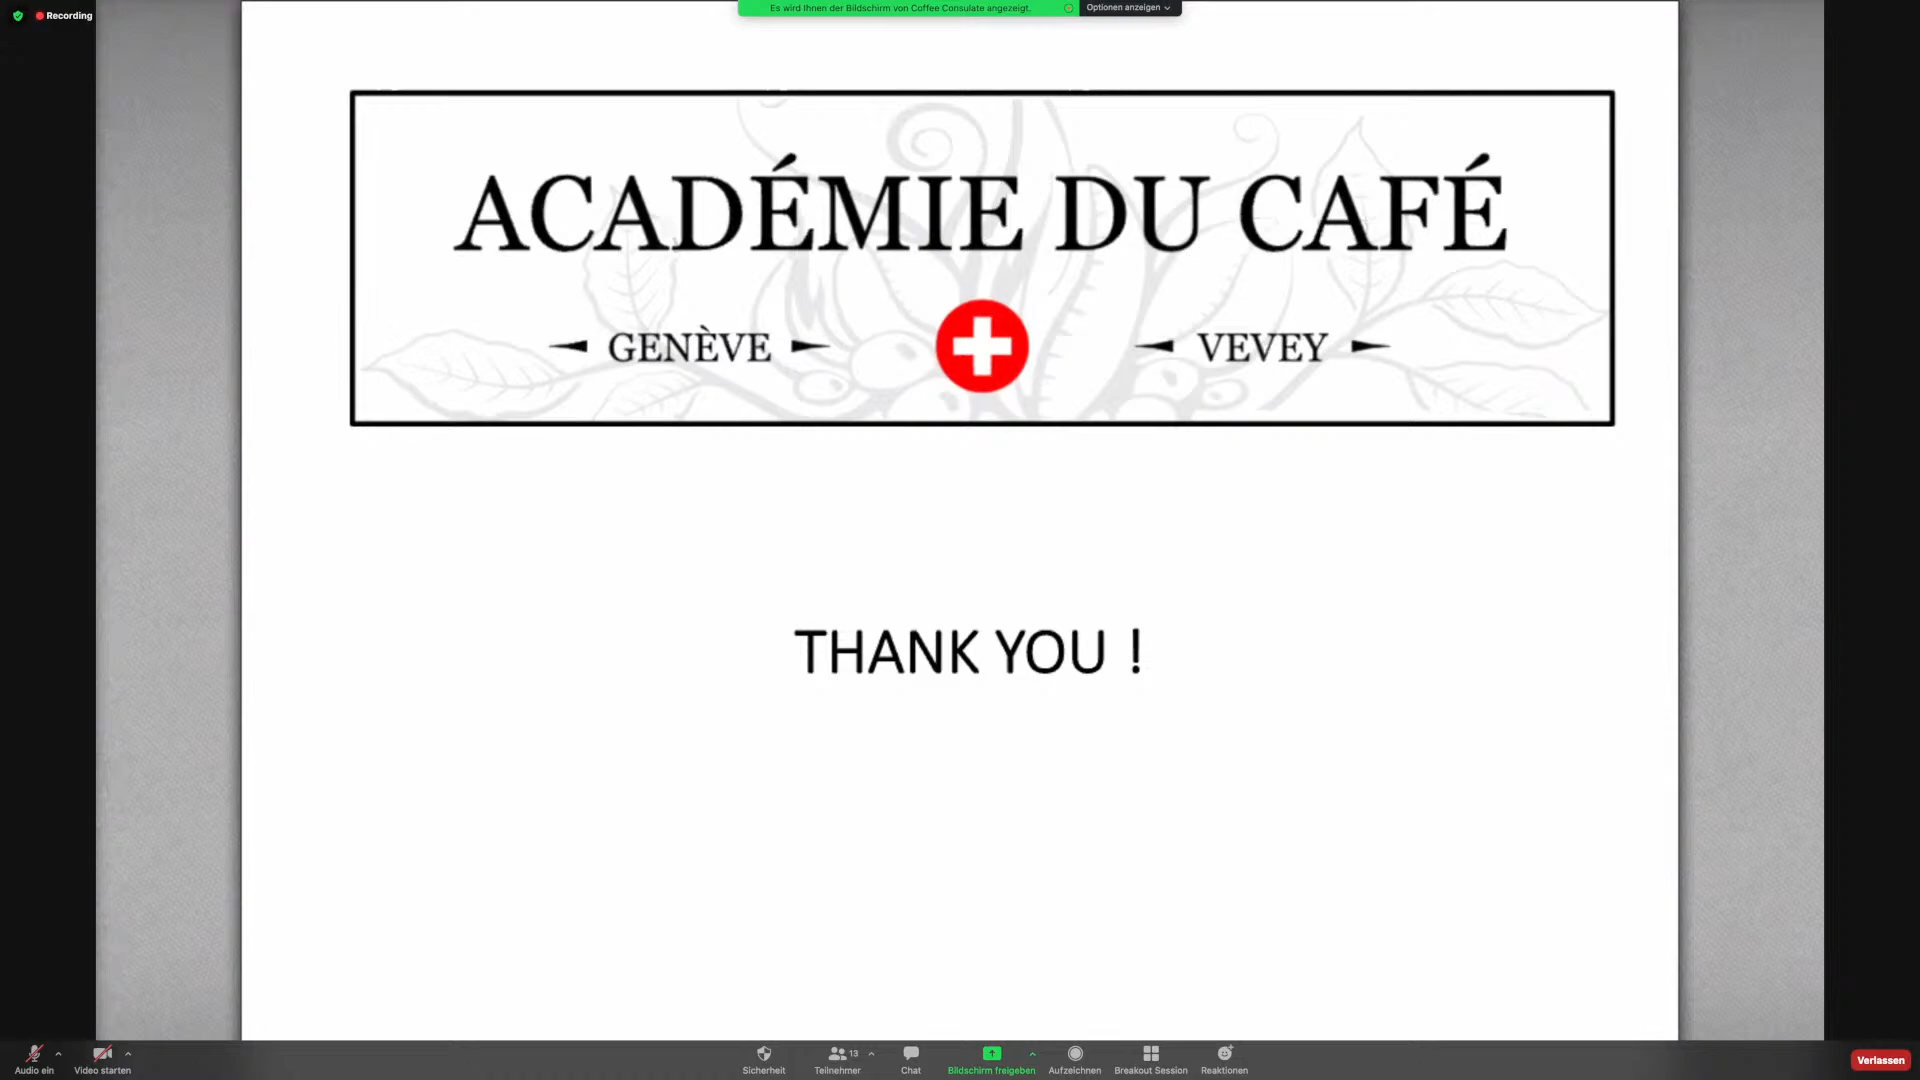 Recording
Es wird Ihnen der Bildschirm von Coffee Consulate angezeigt.
Optionen anzeigen
ACADÉMIE DU CAFÉ
GENÈVE
VEVEY
THANK YOU !
Audio ein
Video starten
Sicherheit
13
Teilnehmer
Chat
Bildschirm freigeben
Aufzeichnen
Breakout Session
Reaktionen
Verlassen